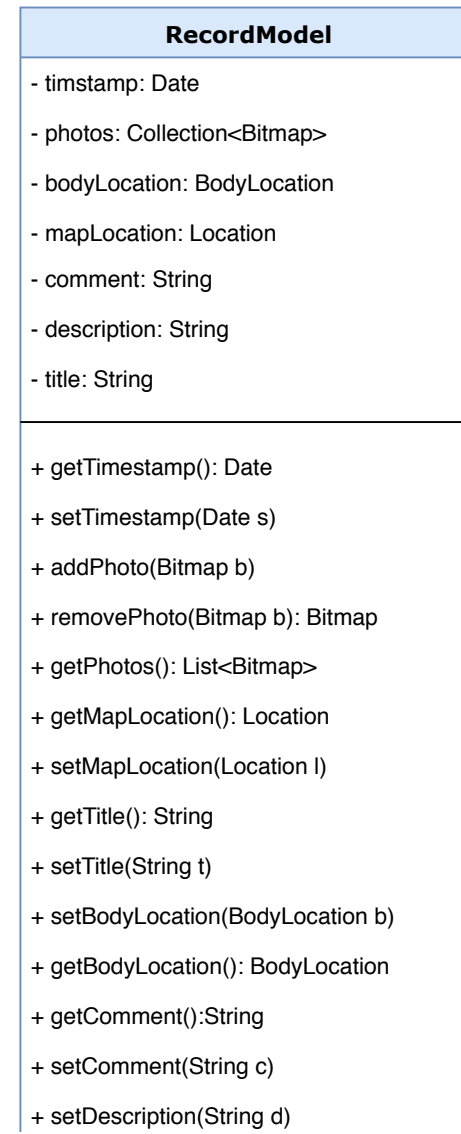 RecordModel
- timstamp: Date
- photos: Collection<Bitmap>
- bodyLocation: BodyLocation
- mapLocation: Location
- comment: String
- description: String
- title: String
+ getTimestamp(): Date
+ setTimestamp(Date s)
+ addPhoto(Bitmap b)
+ removePhoto(Bitmap b): Bitmap
+ getPhotos(): List<Bitmap>
+ getMapLocation(): Location
+ setMapLocation(Location l)
+ getTitle(): String
+ setTitle(String t)
+ setBodyLocation(BodyLocation b)
+ getBodyLocation(): BodyLocation
+ getComment():String
+ setComment(String c)
+ setDescription(String d)